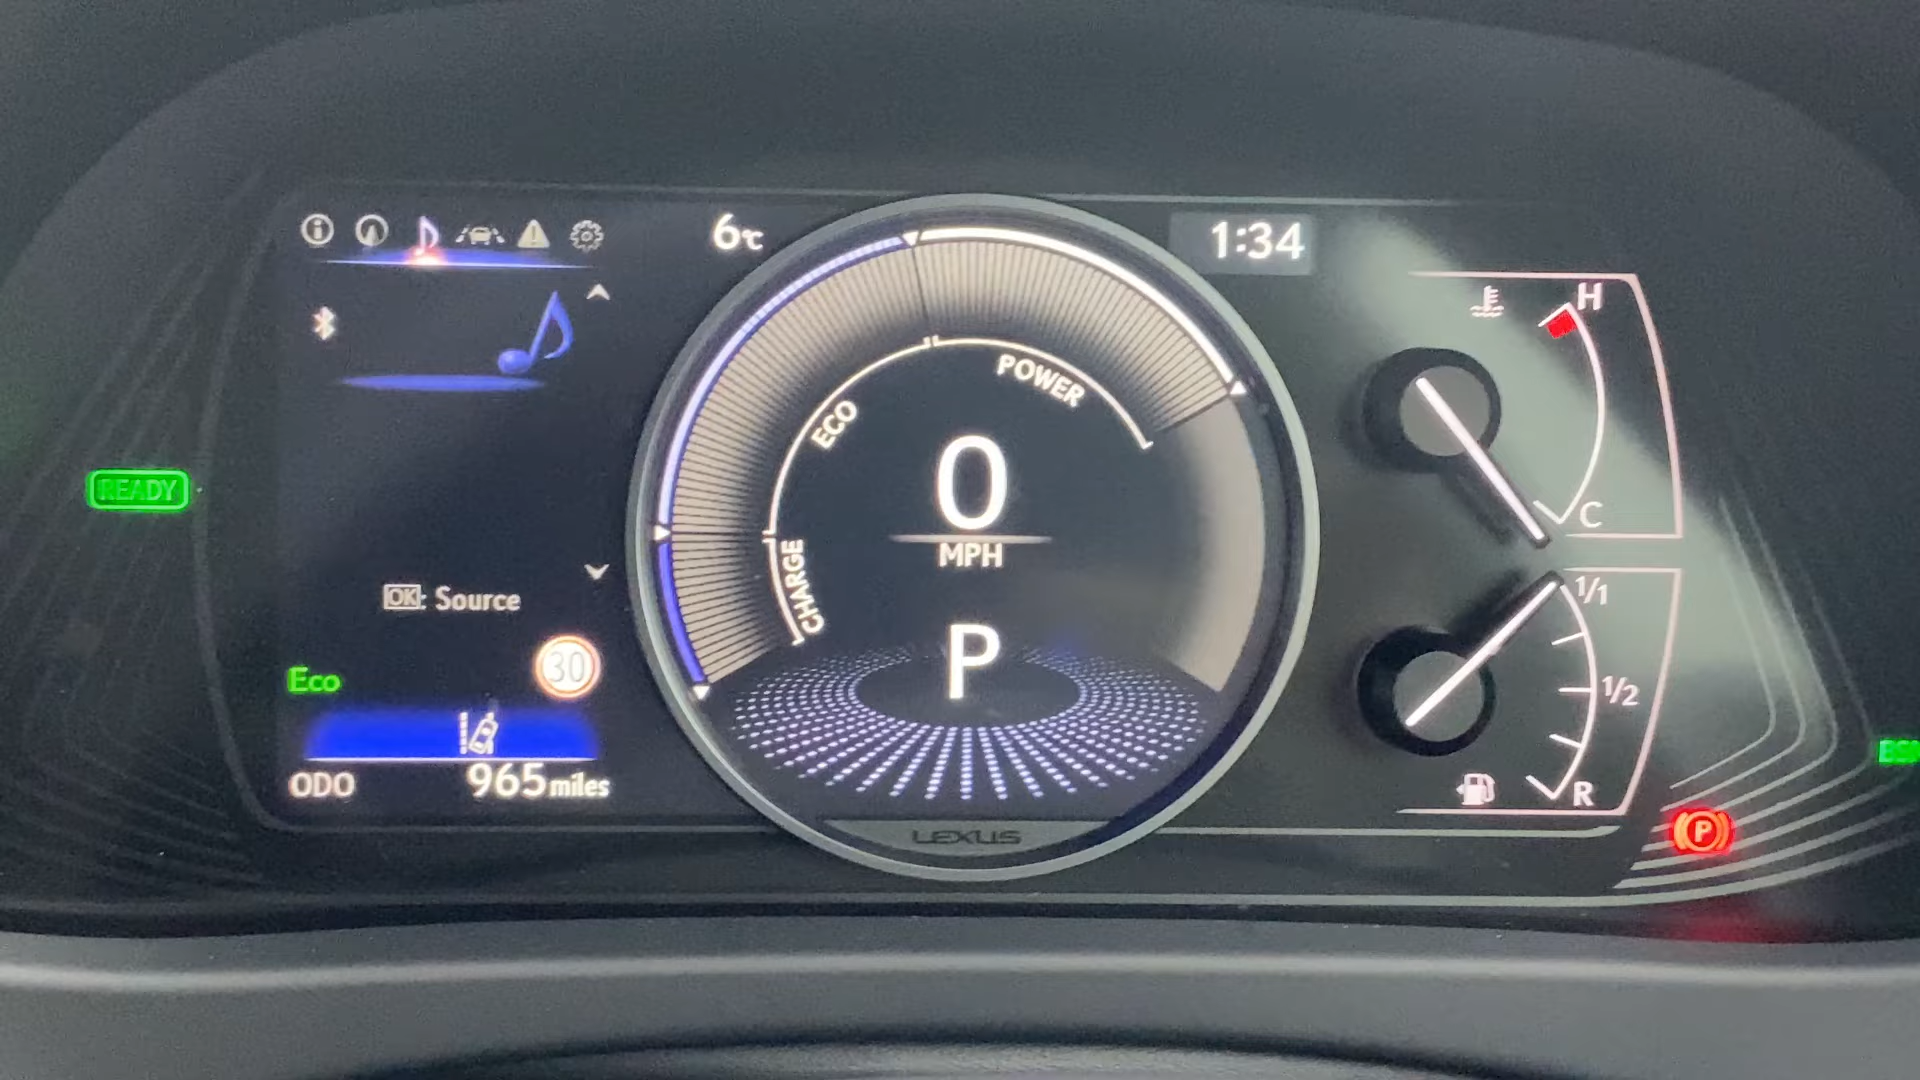 6°C
1:34
H
POWER
ECO
0
MPH
READY
C
CHARGE
OK: Source
1/1
30
P
Eco
1/2
ODO 965 miles
R
LEXUS
P